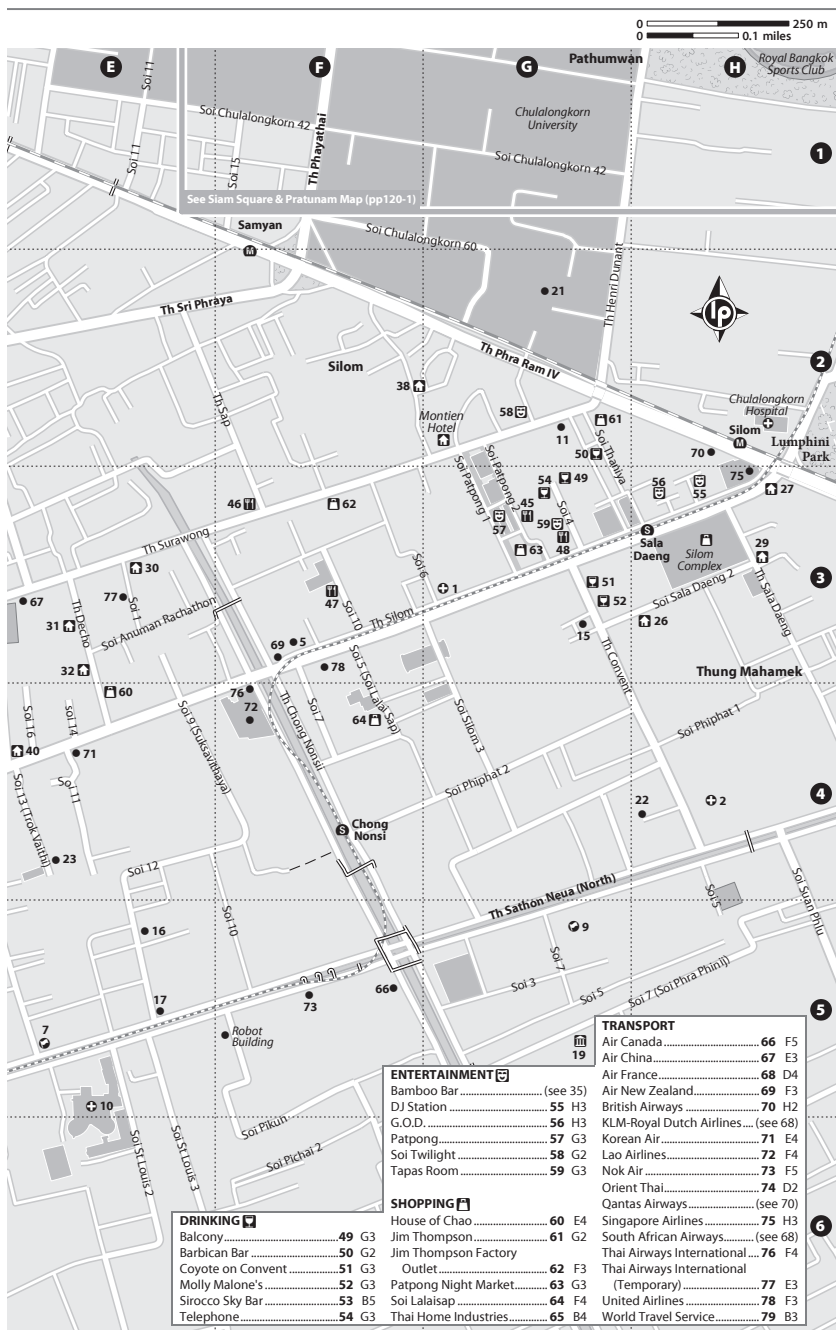 0 250 m
0 0.1 miles
E F G H
Pathumwan
Royal Bangkok
Sports Club
Soi 11
Soi Chulalongkorn 42
Th Phayathai
Chulalongkorn
University
1
Soi 11
Soi 15
Soi Chulalongkorn 42
See Siam Square & Pratunam Map (pp120-1)
Samyan
M
Soi Chulalongkorn 60
Th Henri Dunant
21
lp
Th Sri Phraya
Th Phra Ram IV
2
Silom
Th Sap
38
Montien
Hotel
58
11
61
Chulalongkorn
Hospital
Silom
M
Lumphini
Park
50
Soi Thaniya
70
75
Soi Patpong 1
Soi Patpong 2
54
49
56
55
27
46
62
45
59
Soi 4
57
48
63
S
Sala
Daeng
Silom
Complex
29
Th Surawong
30
Soi 6
1
3
67
77
Soi 1
47
Soi 10
51
52
Soi Sala Daeng 2
Th Sala Daeng
31
Th Decho
Soi Anuman Rachathon
Th Silom
15
26
69
5
32
78
Th Convent
Thung Mahamek
60
76
72
Soi 7
Soi 5 (Soi Lalai Sap)
64
Soi 16
soi 14
40
71
Soi 9 (Suksavithaya)
Th Chong Nonsii
Soi Silom 3
Soi Phiphat 1
Soi Phiphat 2
Soi 11
Soi 13 (Trok Vaithi)
22
2
4
S
Chong
Nonsi
23
Soi 12
Th Sathon Neua (North)
Soi 5
Soi Suan Phlu
16
Soi 10
9
Soi 7
Soi 3
Soi 5
Soi 7 (Soi Phra Phinij)
17
73
66
5
7
Robot
Building
19
10
Soi Pikun
Soi Pichai 2
Soi St Louis 2
Soi St Louis 3
6
DRINKING
Balcony 49 G3
Barbican Bar 50 G2
Coyote on Convent 51 G3
Molly Malone's 52 G3
Sirocco Sky Bar 53 B5
Telephone 54 G3
ENTERTAINMENT
Bamboo Bar (see 35)
DJ Station 55 H3
G.O.D. 56 H3
Patpong 57 G3
Soi Twilight 58 G2
Tapas Room 59 G3
SHOPPING
House of Chao 60 E4
Jim Thompson 61 G2
Jim Thompson Factory
Outlet 62 F3
Patpong Night Market 63 G3
Soi Lalaisap 64 F4
Thai Home Industries 65 B4
TRANSPORT
Air Canada 66 F5
Air China 67 E3
Air France 68 D4
Air New Zealand 69 F3
British Airways 70 H2
KLM-Royal Dutch Airlines (see 68)
Korean Air 71 E4
Lao Airlines 72 F4
Nok Air 73 F5
Orient Thai 74 D2
Qantas Airways (see 70)
Singapore Airlines 75 H3
South African Airways (see 68)
Thai Airways International 76 F4
Thai Airways International
(Temporary) 77 E3
United Airlines 78 F3
World Travel Service 79 B3